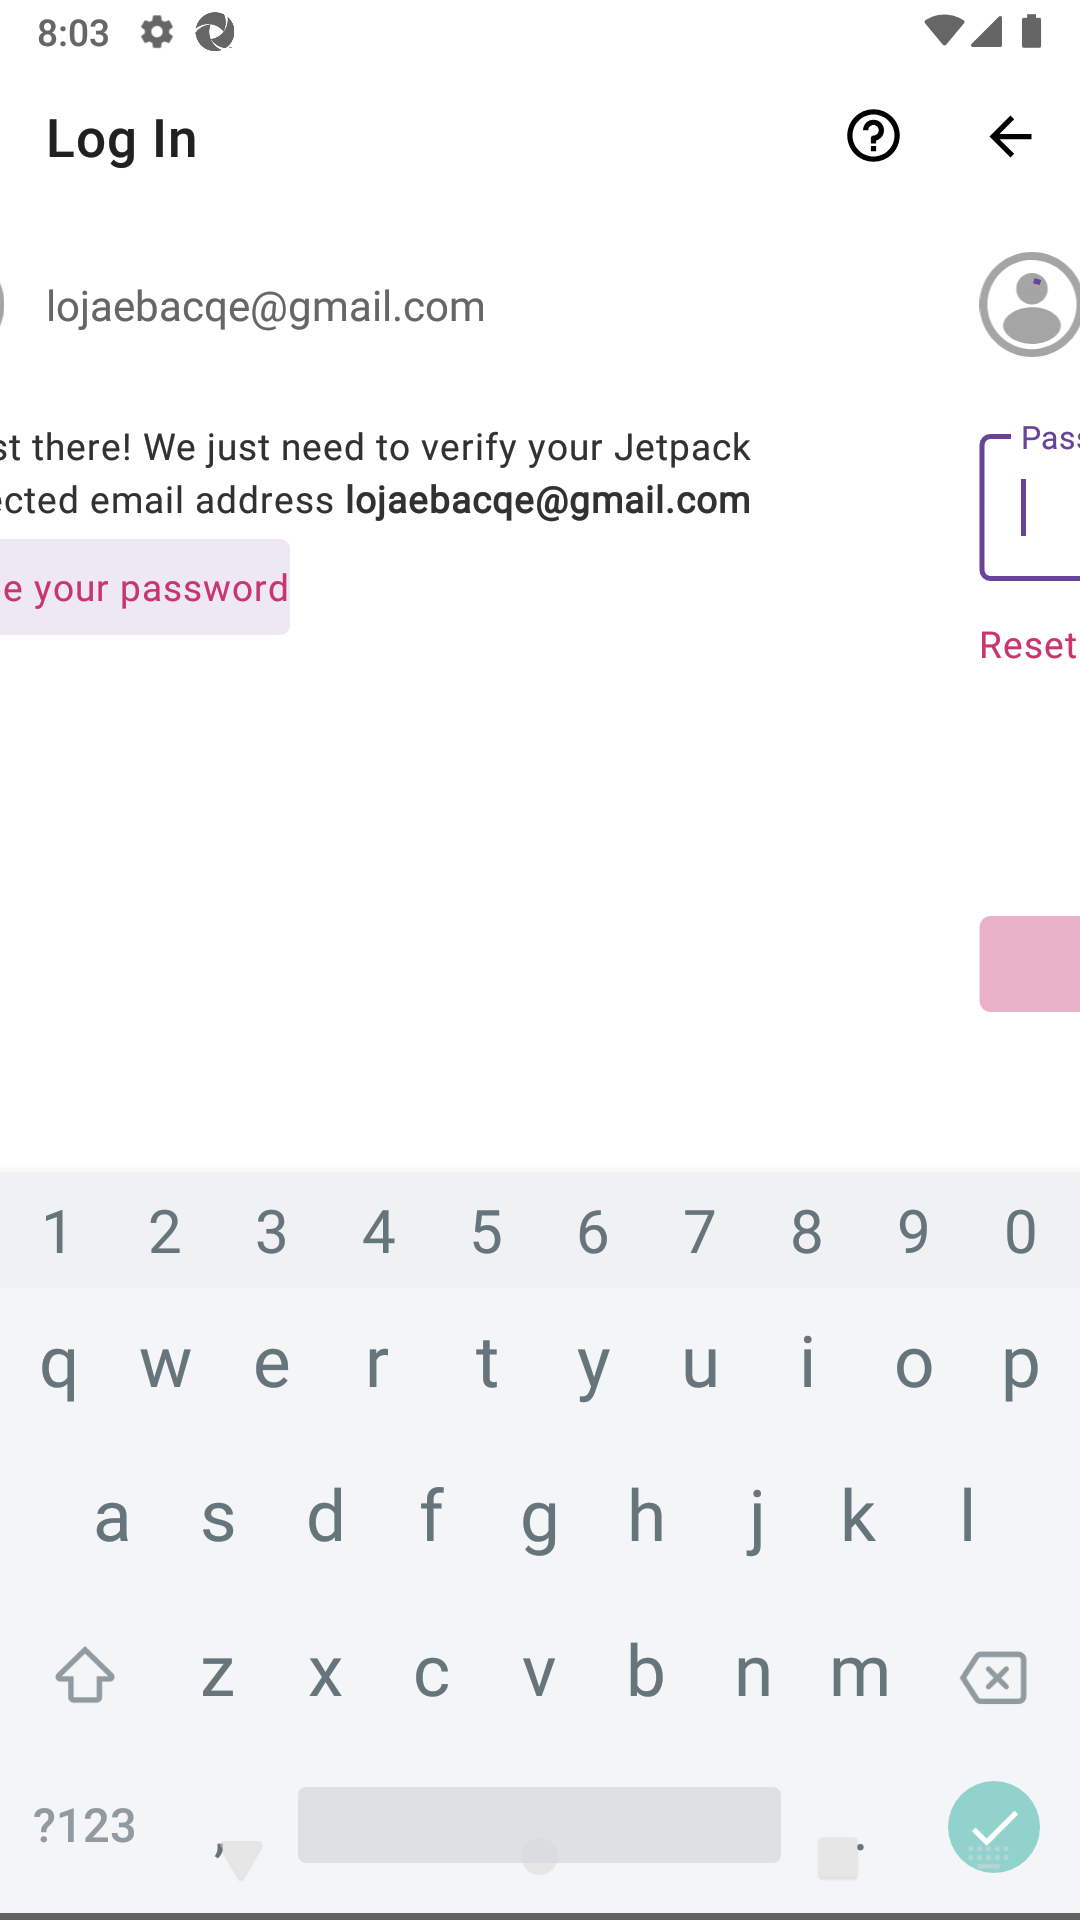 8:03
Log In
lojaebacqe@gmail.com
st there! We just need to verify your Jetpack
ected email address lojaebacqe@gmail.com
e your password
Pass
Reset
1 2 3 4 5 6 7 8 9 0
q w e r t y u i o p
a s d f g h j k l
z x c v b n m
?123 , .